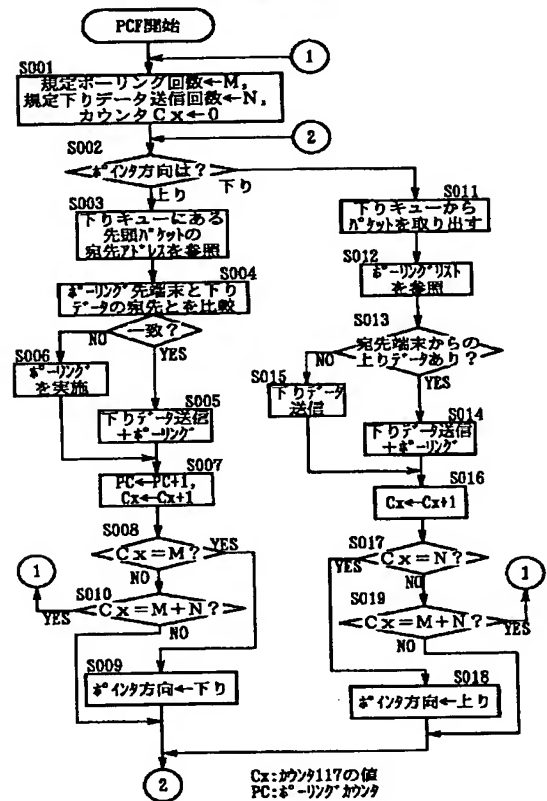 PCF開始
1
S001
規定ポーリング回数←M,
規定下りデータ送信回数←N,
カウンタCx←0
2
S002
ポインタ方向は?
上り
下り
S003
下りキューにある
先頭パケットの
宛先アドレスを参照
S004
ポーリング先端末と下り
データの宛先とを比較
一致?
NO
YES
S006
ポーリング
を実施
S005
下りデータ送信
+ポーリング
S007
PC←PC+1,
Cx←Cx+1
S008
Cx=M?
YES
NO
1
S010
Cx=M+N?
YES
NO
S009
ポインタ方向←下り
2
S011
下りキューから
パケットを取り出す
S012
ポーリングリスト
を参照
S013
宛先端末からの
上りデータあり?
NO
YES
S015
下りデータ
送信
S014
下りデータ送信
+ポーリング
S016
Cx←Cx+1
S017
Cx=N?
YES
NO
1
S019
Cx=M+N?
YES
NO
S018
ポインタ方向←上り
Cx:カウンタ117の値
PC:ポーリングカウンタ